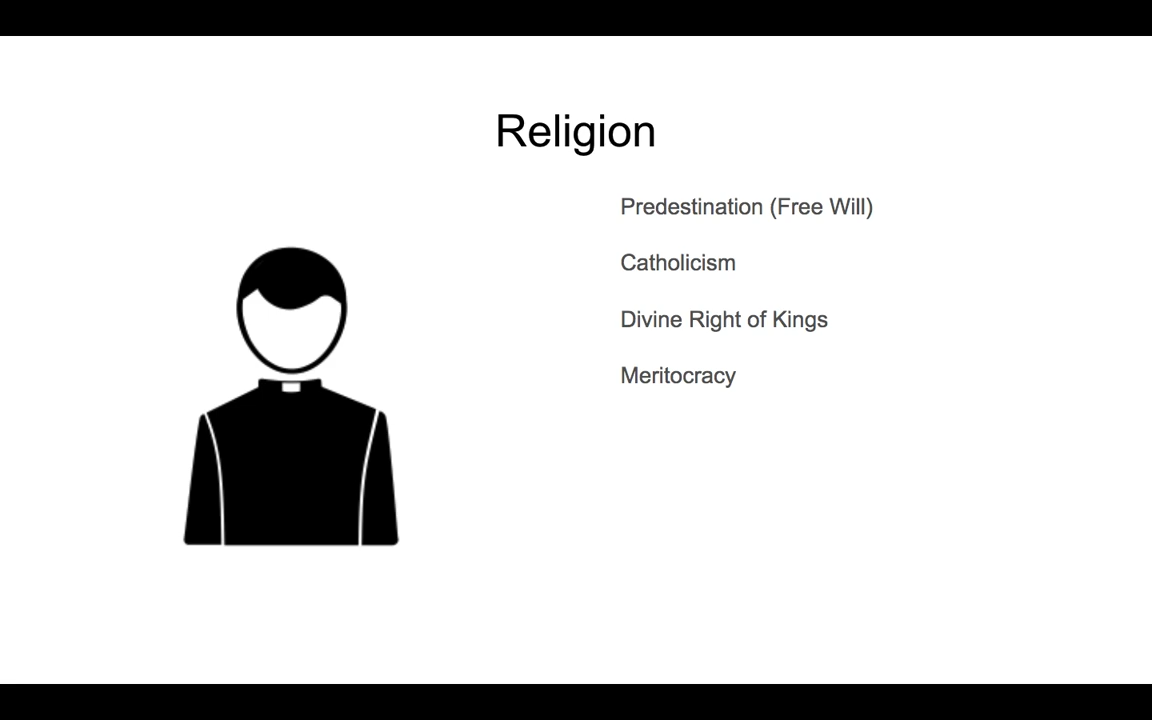 Religion
Predestination (Free Will)
Catholicism
Divine Right of Kings
Meritocracy